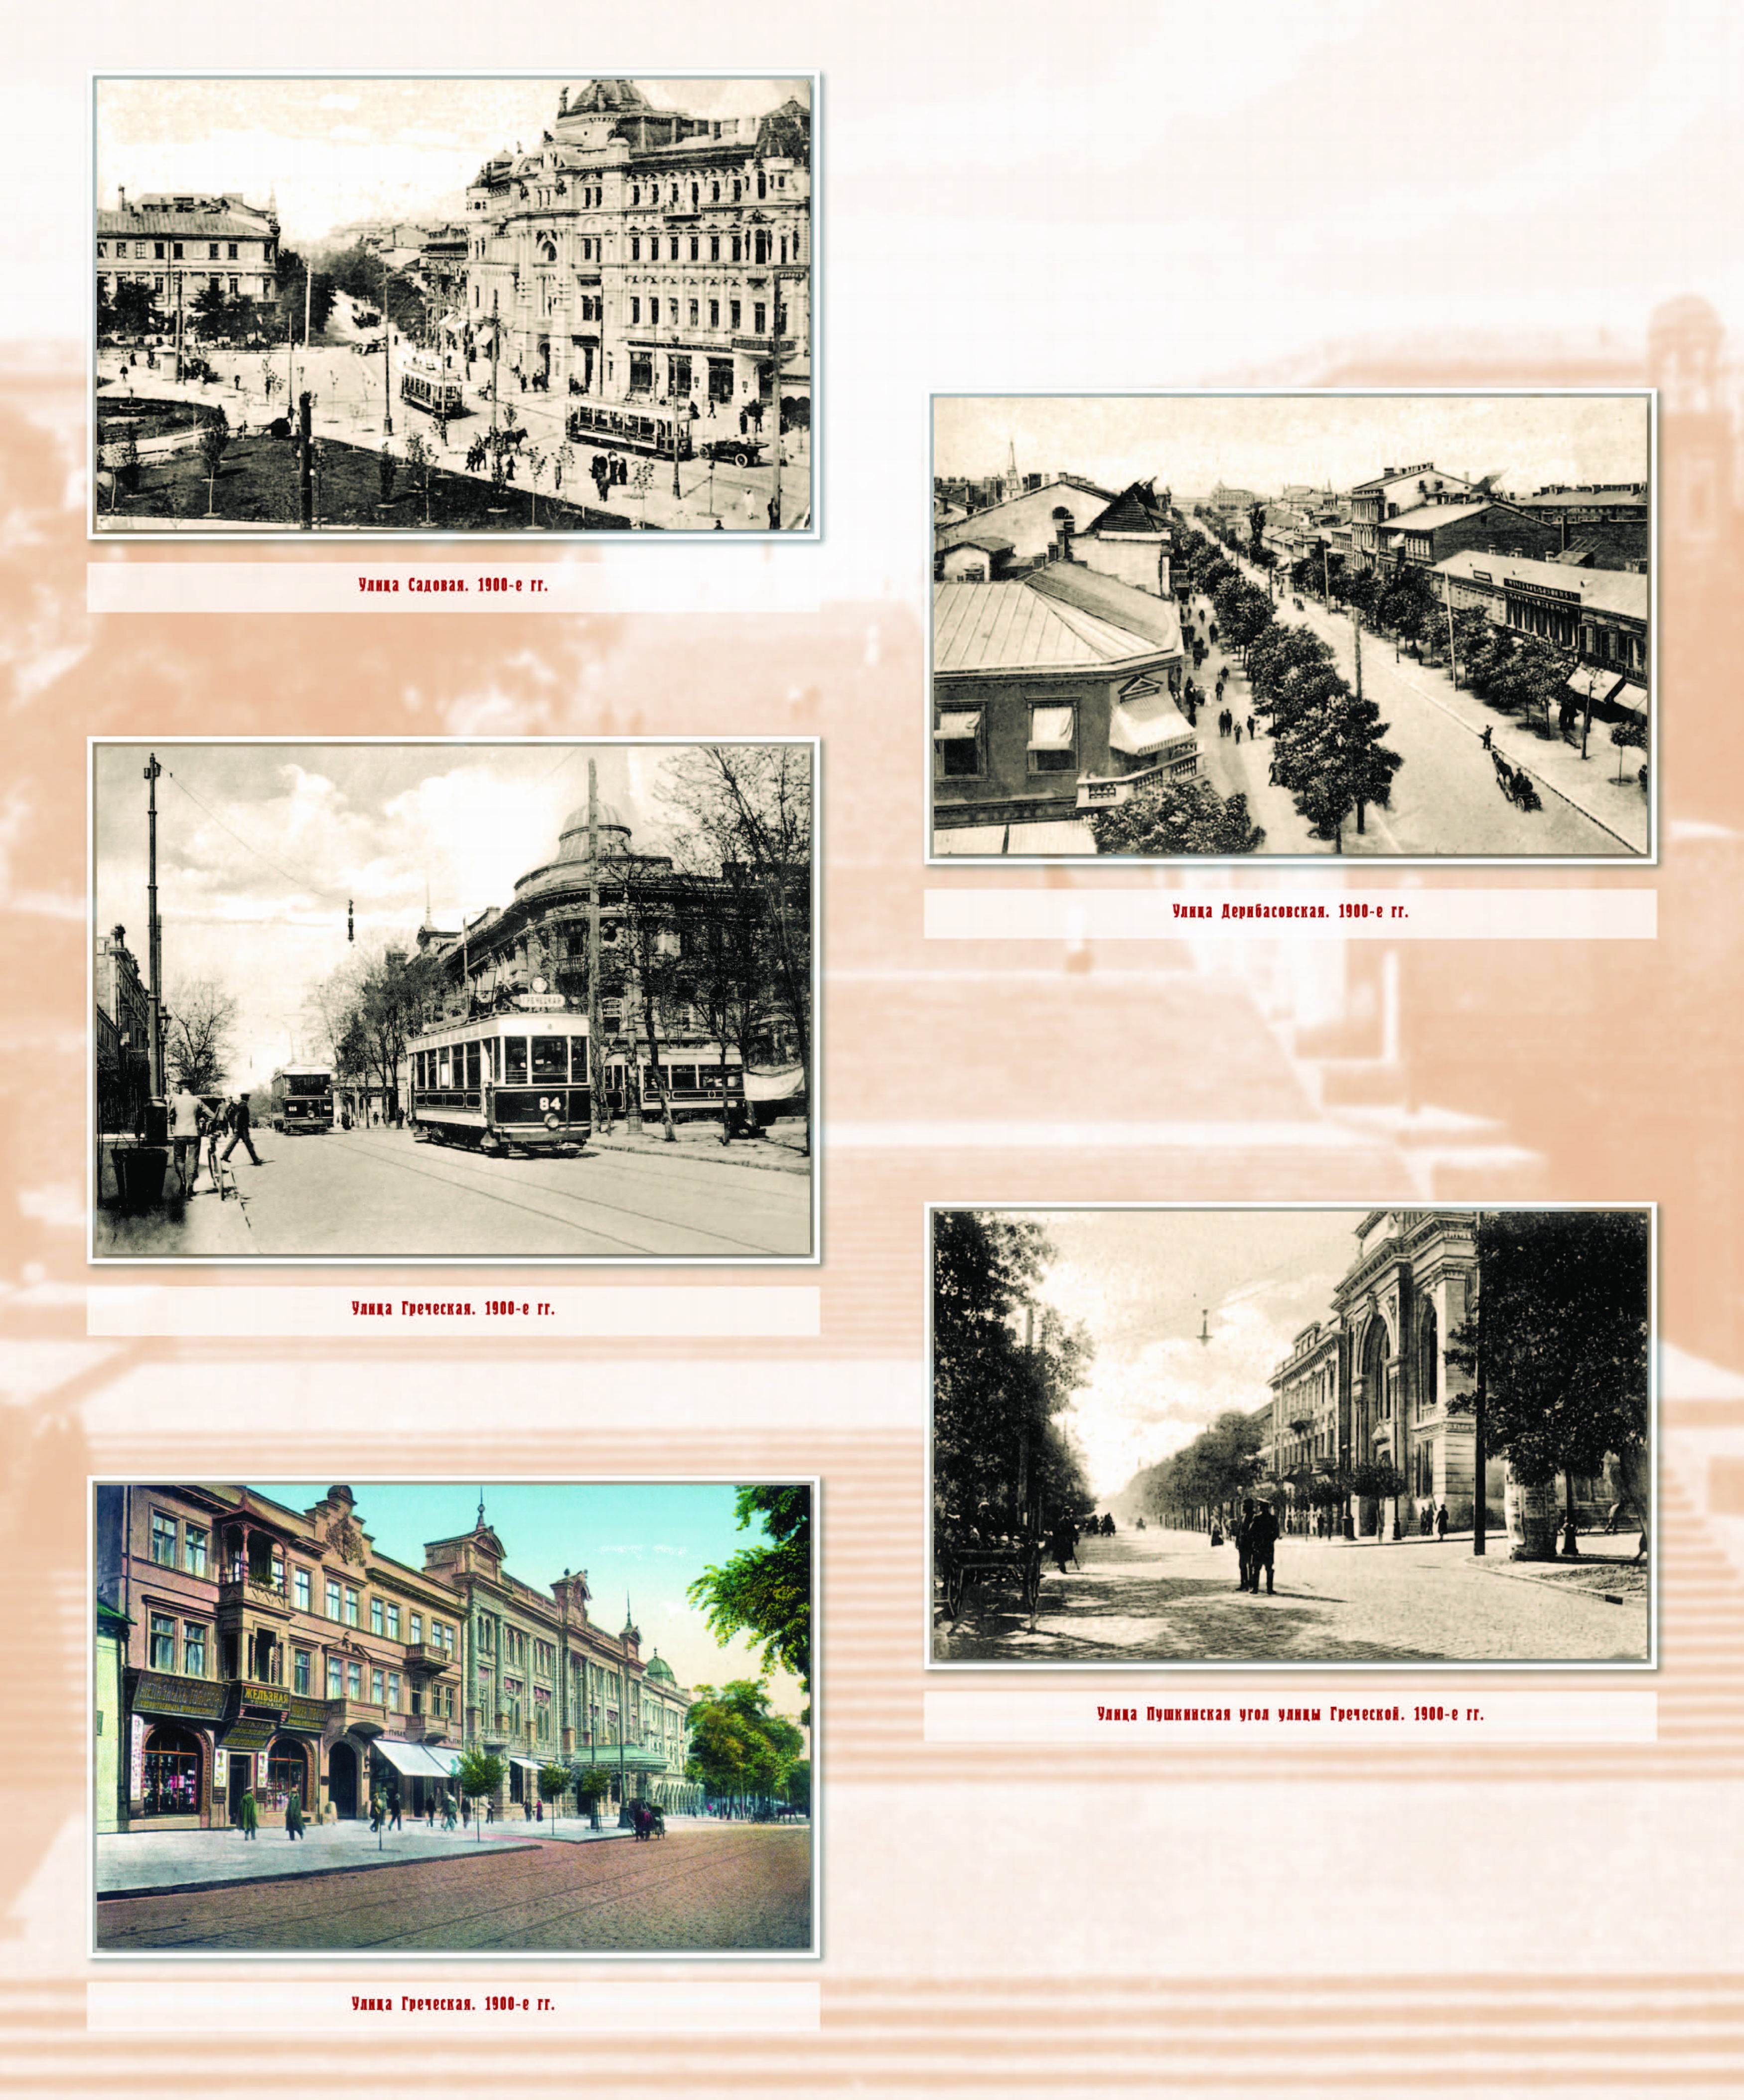 Улица Садовая. 1900-е гг.
ГРЕЧЕСКАЯ
84
Улица Греческая. 1900-е гг.
ЖЕЛѢЗНАЯ
Улица Греческая. 1900-е гг.
Улица Дерибасовская. 1900-е гг.
Улица Пушкинская угол улицы Греческой. 1900-е гг.